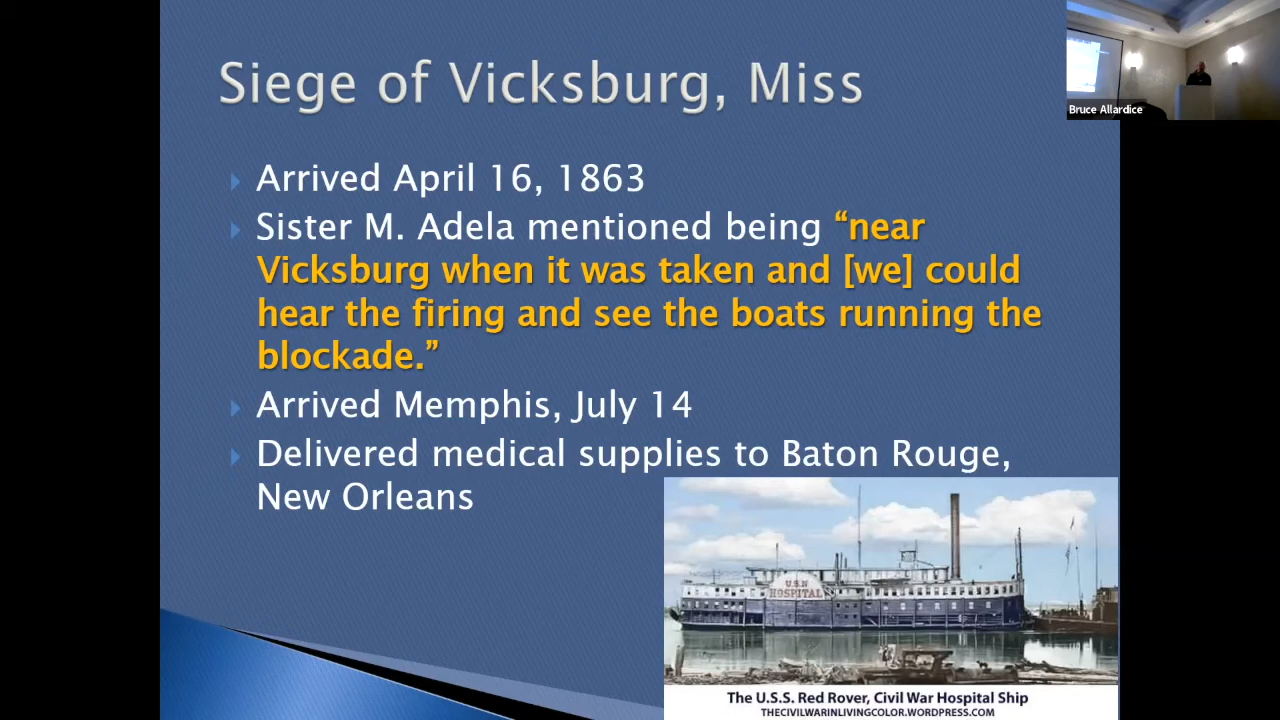 Siege of Vicksburg, Miss
Arrived April 16, 1863
Sister M. Adela mentioned being “near
Vicksburg when it was taken and [we] could
hear the firing and see the boats running the
blockade.”
Arrived Memphis, July 14
Delivered medical supplies to Baton Rouge,
New Orleans
U.S.N
HOSPITAL
The U.S.S. Red Rover, Civil War Hospital Ship
THECIVILWARINLIVINGCOLOR.WORDPRESS.COM
Bruce Allardice